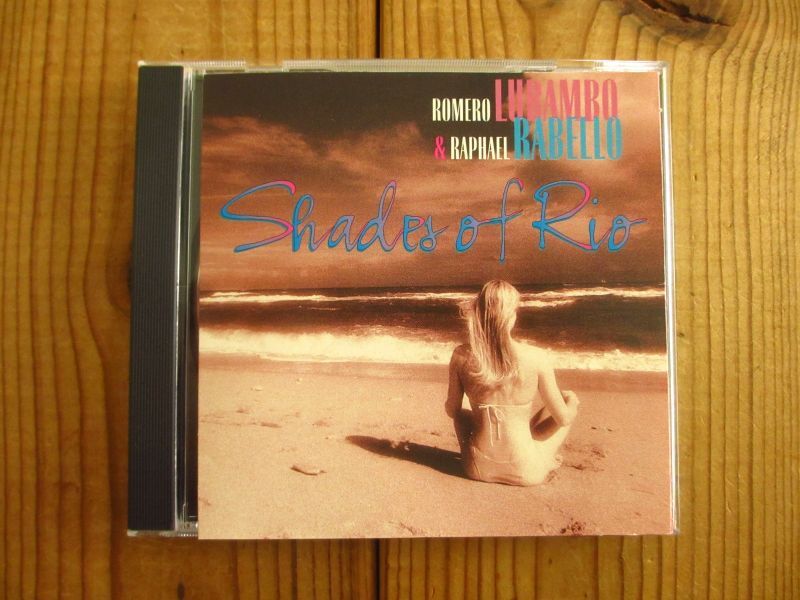 ROMERO LUBAMBO
& RAPHAEL RABELLO
Shades of Rio